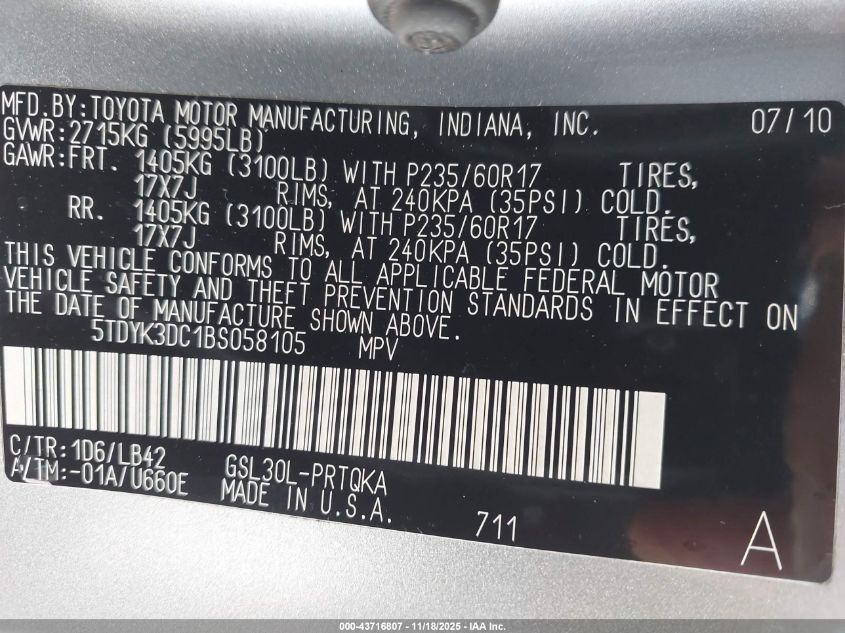 MFD.BY:TOYOTA MOTOR MANUFACTURING, INDIANA, INC. 07/10
GVWR:2715KG (5995LB)
GAWR:FRT. 1405KG (3100LB) WITH P235/60R17 TIRES,
17X7J RIMS, AT 240KPA (35PSI) COLD.
RR. 1405KG (3100LB) WITH P235/60R17 TIRES,
17X7J RIMS, AT 240KPA (35PSI) COLD.
THIS VEHICLE CONFORMS TO ALL APPLICABLE FEDERAL MOTOR
VEHICLE SAFETY AND THEFT PREVENTION STANDARDS IN EFFECT ON
THE DATE OF MANUFACTURE SHOWN ABOVE.
5TDYK3DC1BS058105 MPV
C/TR:1D6/LB42 GSL30L-PRTQKA
A/TM:-01A/U660E MADE IN U.S.A. 711 A
000-43716807 - 11/18/2025 - IAA Inc.